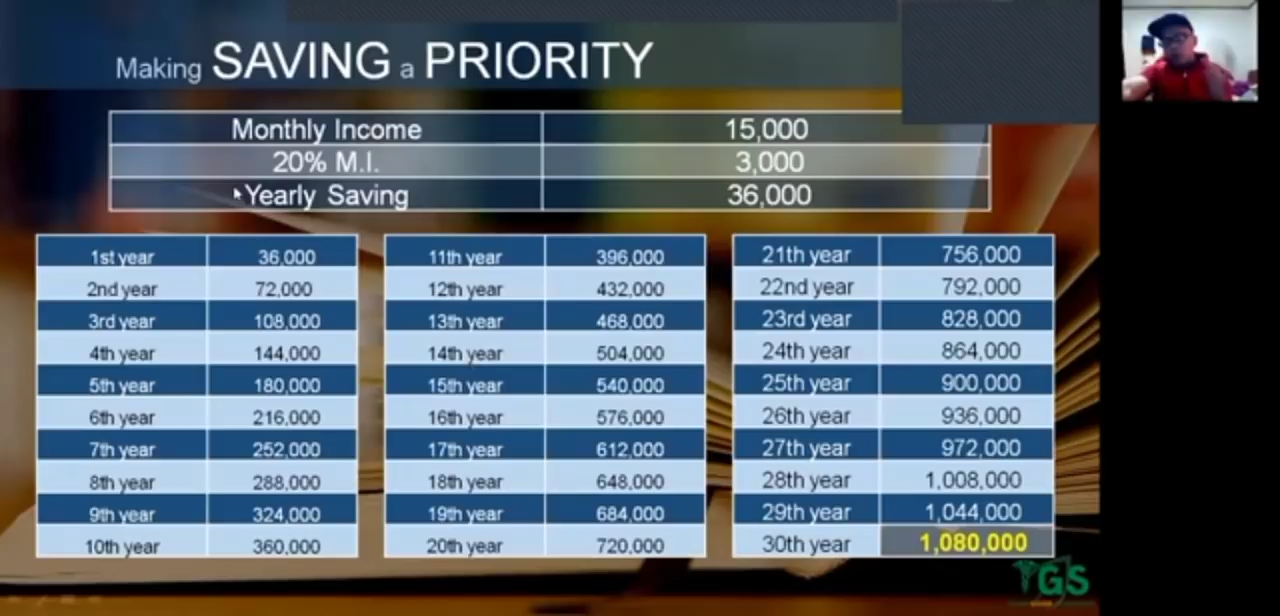 Making SAVING a PRIORITY
Monthly Income 15,000
20% M.I. 3,000
Yearly Saving 36,000
1st year 36,000
2nd year 72,000
3rd year 108,000
4th year 144,000
5th year 180,000
6th year 216,000
7th year 252,000
8th year 288,000
9th year 324,000
10th year 360,000
11th year 396,000
12th year 432,000
13th year 468,000
14th year 504,000
15th year 540,000
16th year 576,000
17th year 612,000
18th year 648,000
19th year 684,000
20th year 720,000
21th year 756,000
22nd year 792,000
23rd year 828,000
24th year 864,000
25th year 900,000
26th year 936,000
27th year 972,000
28th year 1,008,000
29th year 1,044,000
30th year 1,080,000
GS